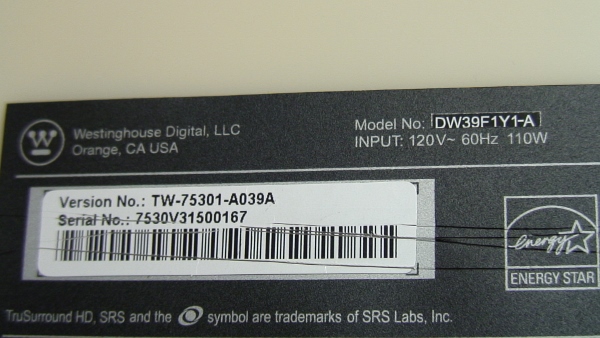 Westinghouse Digital, LLC
Orange, CA USA
Model No: DW39F1Y1-A
INPUT: 120V~ 60Hz 110W
Version No.: TW-75301-A039A
Serial No.: 7530V31500167
energy
ENERGY STAR
TruSurround HD, SRS and the symbol are trademarks of SRS Labs, Inc.